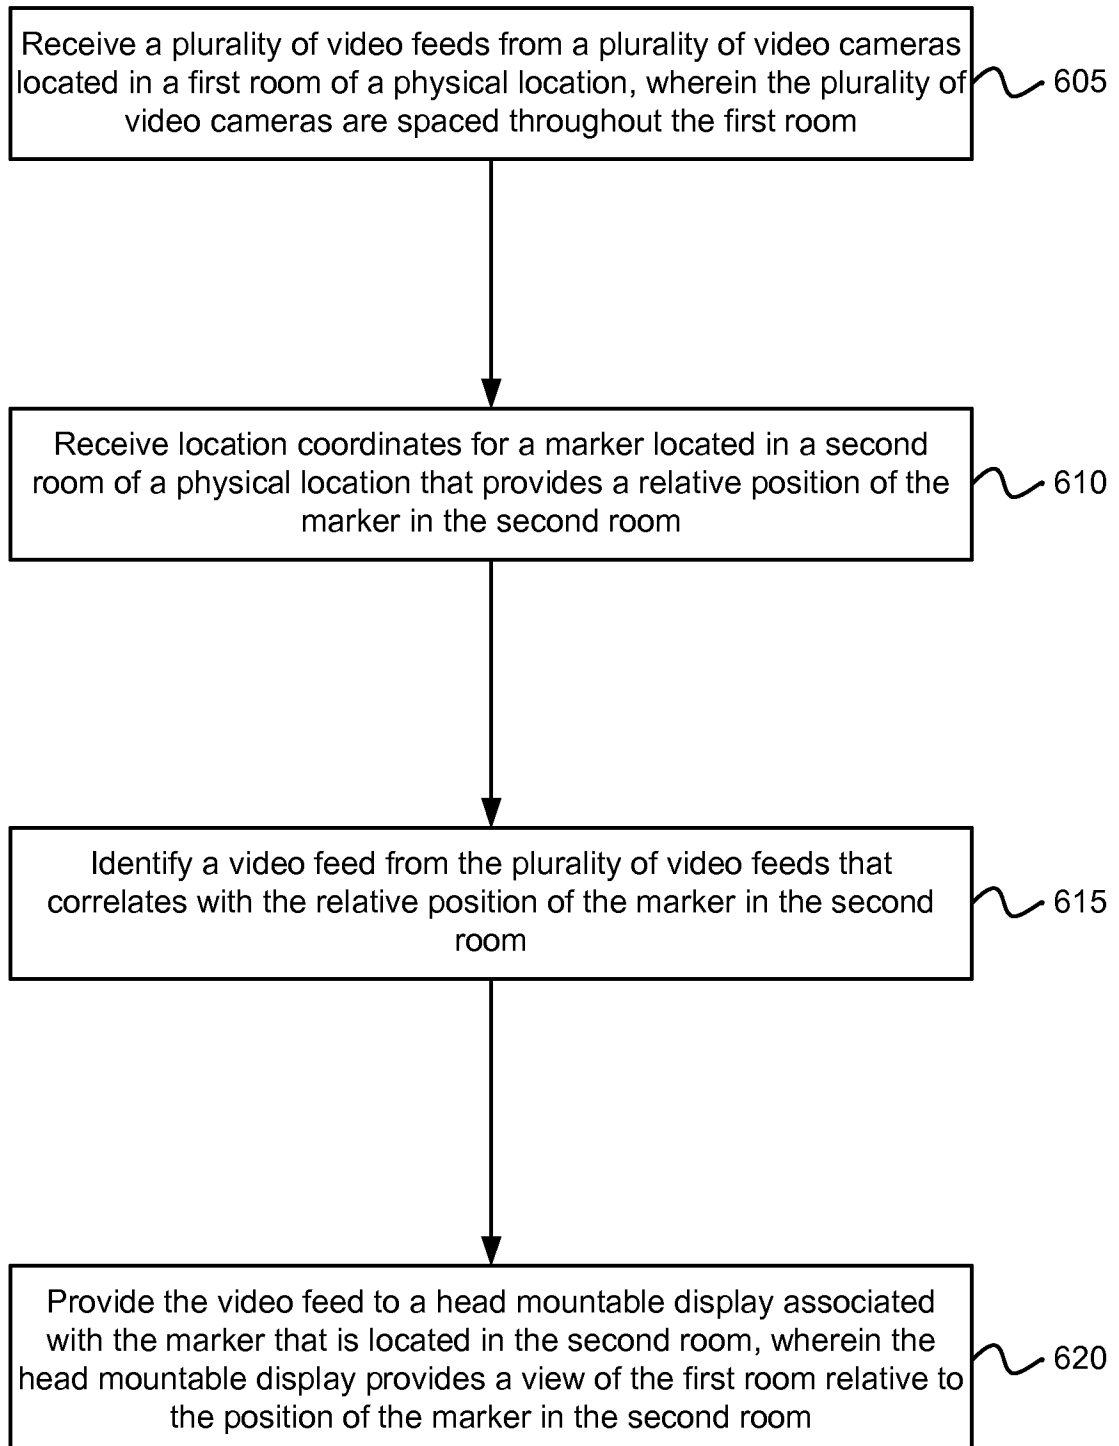 Receive a plurality of video feeds from a plurality of video cameras
located in a first room of a physical location, wherein the plurality of
video cameras are spaced throughout the first room
605
Receive location coordinates for a marker located in a second
room of a physical location that provides a relative position of the
marker in the second room
610
Identify a video feed from the plurality of video feeds that
correlates with the relative position of the marker in the second
room
615
Provide the video feed to a head mountable display associated
with the marker that is located in the second room, wherein the
head mountable display provides a view of the first room relative to
the position of the marker in the second room
620